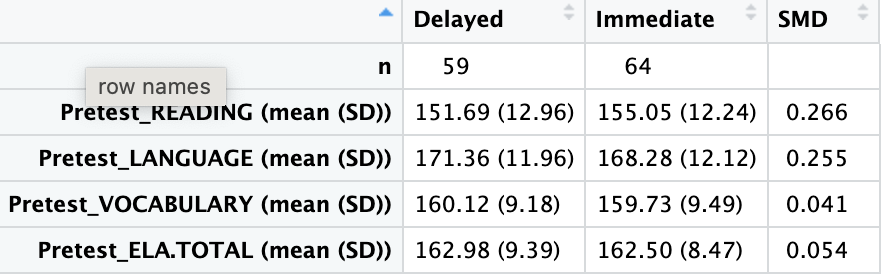 Delayed Immediate SMD
n 59 64
row names
Pretest_READING (mean (SD)) 151.69 (12.96) 155.05 (12.24) 0.266
Pretest_LANGUAGE (mean (SD)) 171.36 (11.96) 168.28 (12.12) 0.255
Pretest_VOCABULARY (mean (SD)) 160.12 (9.18) 159.73 (9.49) 0.041
Pretest_ELA.TOTAL (mean (SD)) 162.98 (9.39) 162.50 (8.47) 0.054